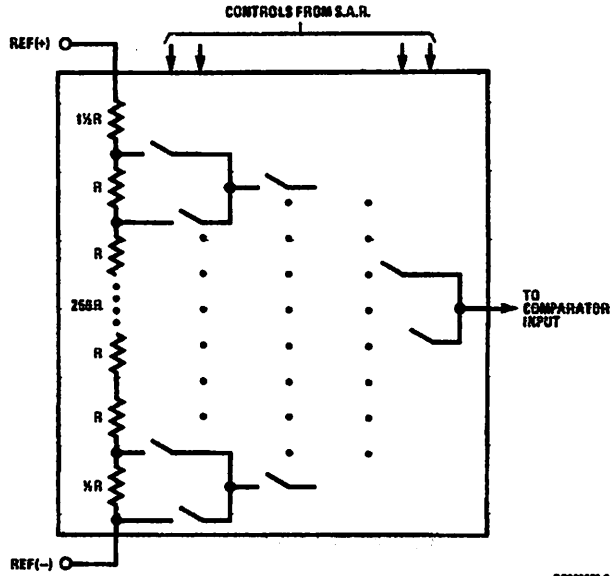 CONTROLS FROM S.A.R.
REF(+)
1½R
R
R
256R
R
R
½R
TO
COMPARATOR
INPUT
REF(−)